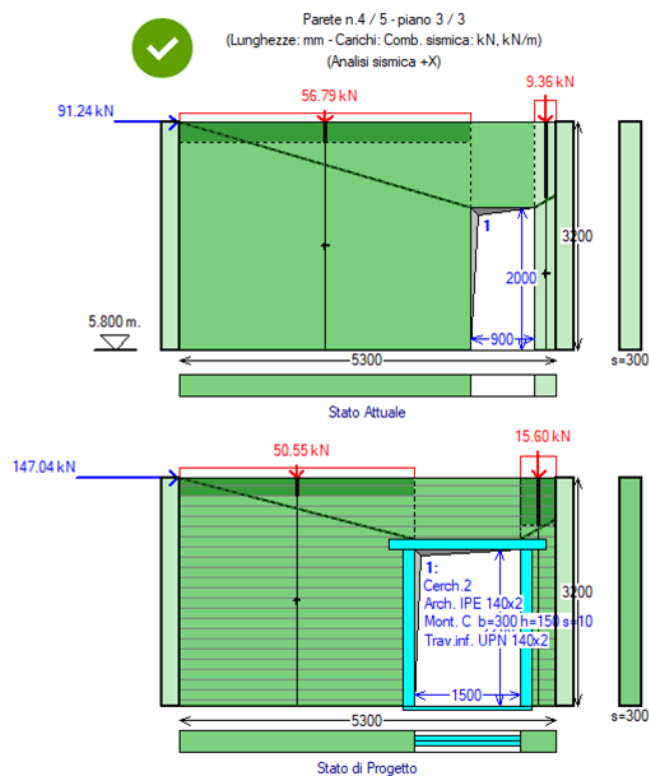 Parete n.4 / 5 - piano 3 / 3
(Lunghezze: mm - Carichi: Comb. sismica: kN, kN/m)
(Analisi sismica +X)
9.36 kN
56.79 kN
91.24 kN
1
3200
2000
5.800 m.
900
5300
s=300
Stato Attuale
15.60 kN
50.55 kN
147.04 kN
1:
Cerch.2
Arch. IPE 140x2
Mont. C b=300 h=150 s=10
Trav.inf. UPN 140x2
3200
1500
5300
s=300
Stato di Progetto